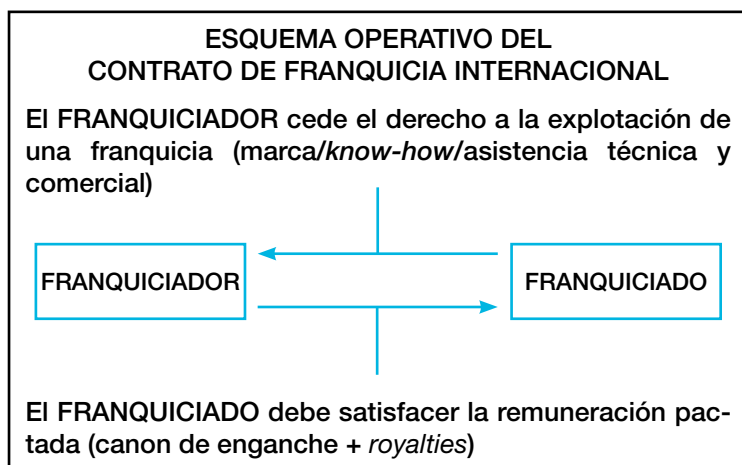 ESQUEMA OPERATIVO DEL
CONTRATO DE FRANQUICIA INTERNACIONAL
El FRANQUICIADOR cede el derecho a la explotación de
una franquicia (marca/know-how/asistencia técnica y
comercial)
FRANQUICIADOR
FRANQUICIADO
El FRANQUICIADO debe satisfacer la remuneración pac-
tada (canon de enganche + royalties)